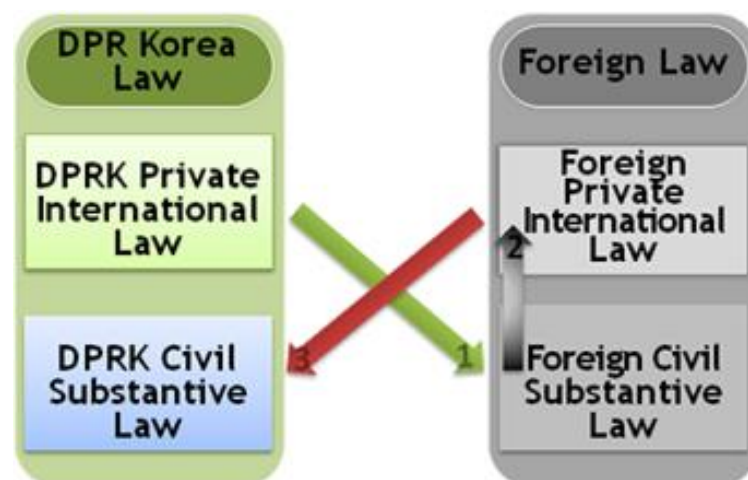 DPR Korea
Law
DPRK Private
International
Law
DPRK Civil
Substantive
Law
3
1
Foreign Law
Foreign
Private
International
Law
2
Foreign Civil
Substantive
Law